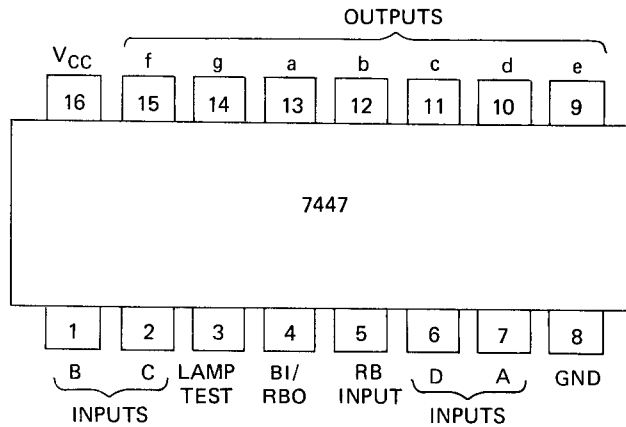 OUTPUTS
VCC f g a b c d e
16 15 14 13 12 11 10 9
7447
1 2 3 4 5 6 7 8
B C LAMP TEST BI/ RBO RB INPUT D A GND
INPUTS INPUTS